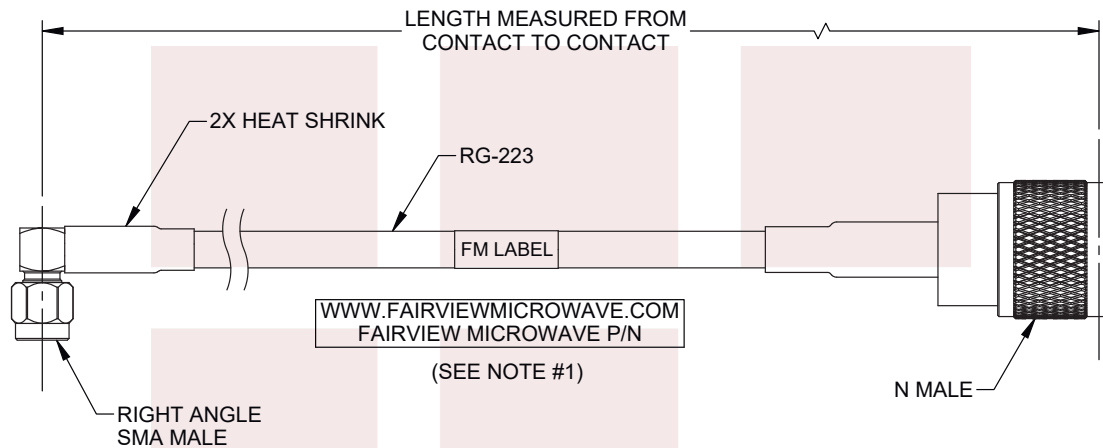 LENGTH MEASURED FROM
CONTACT TO CONTACT
2X HEAT SHRINK
RG-223
FM LABEL
WWW.FAIRVIEWMICROWAVE.COM
FAIRVIEW MICROWAVE P/N
(SEE NOTE #1)
N MALE
RIGHT ANGLE
SMA MALE